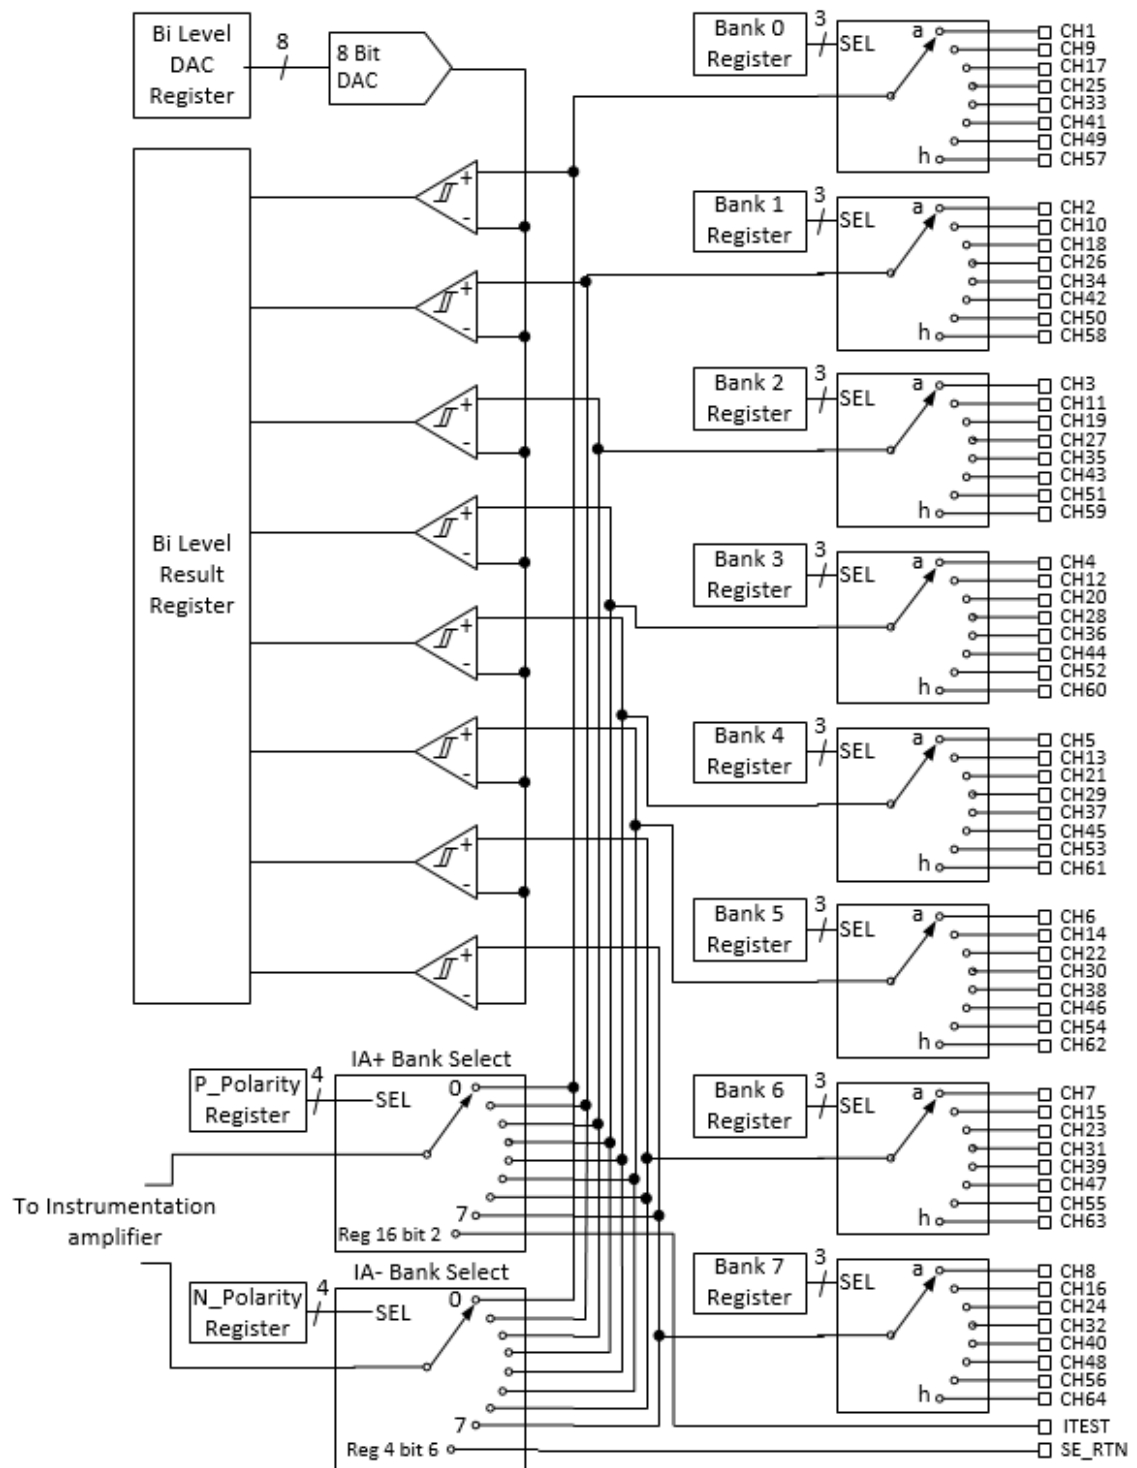 Bi Level
DAC
Register
8
8 Bit
DAC
Bi Level
Result
Register
+
-
+
-
+
-
+
-
+
-
+
-
+
-
+
-
Bank 0
Register
3
SEL
a
h
CH1
CH9
CH17
CH25
CH33
CH41
CH49
CH57
Bank 1
Register
3
SEL
a
h
CH2
CH10
CH18
CH26
CH34
CH42
CH50
CH58
Bank 2
Register
3
SEL
a
h
CH3
CH11
CH19
CH27
CH35
CH43
CH51
CH59
Bank 3
Register
3
SEL
a
h
CH4
CH12
CH20
CH28
CH36
CH44
CH52
CH60
Bank 4
Register
3
SEL
a
h
CH5
CH13
CH21
CH29
CH37
CH45
CH53
CH61
Bank 5
Register
3
SEL
a
h
CH6
CH14
CH22
CH30
CH38
CH46
CH54
CH62
Bank 6
Register
3
SEL
a
h
CH7
CH15
CH23
CH31
CH39
CH47
CH55
CH63
Bank 7
Register
3
SEL
a
h
CH8
CH16
CH24
CH32
CH40
CH48
CH56
CH64
ITEST
SE_RTN
IA+ Bank Select
P_Polarity
Register
4
SEL
0
7
Reg 16 bit 2
To Instrumentation
amplifier
IA- Bank Select
N_Polarity
Register
4
SEL
0
7
Reg 4 bit 6